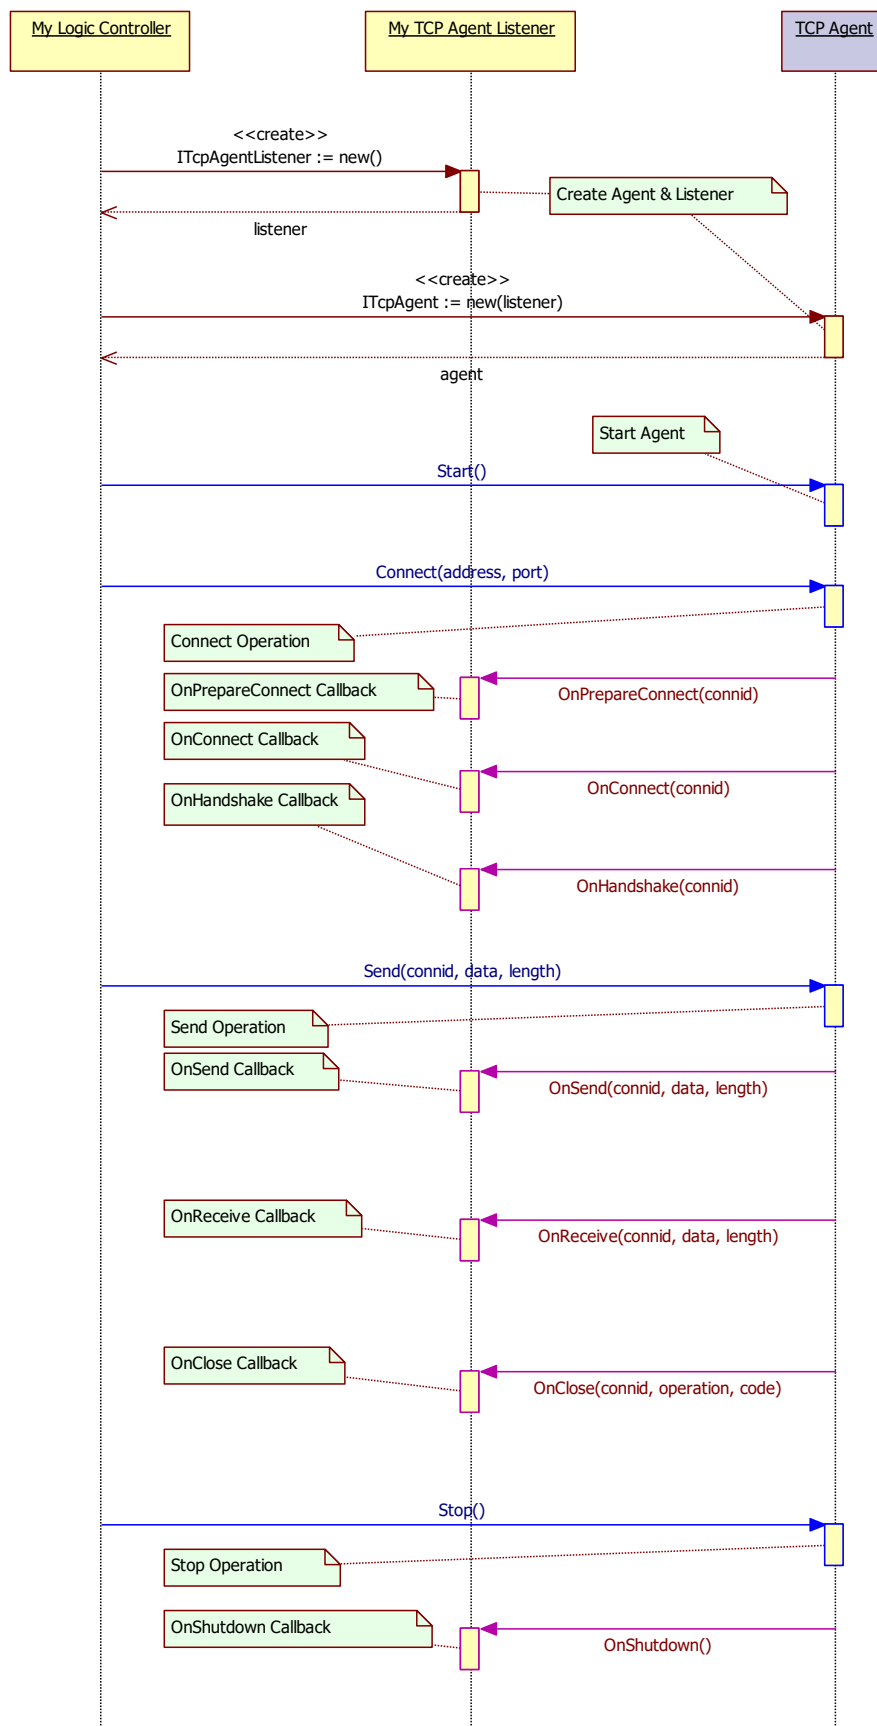 My Logic Controller
My TCP Agent Listener
TCP Agent
<<create>>
ITcpAgentListener := new()
Create Agent & Listener
listener
<<create>>
ITcpAgent := new(listener)
agent
Start Agent
Start()
Connect(address, port)
Connect Operation
OnPrepareConnect Callback
OnPrepareConnect(connid)
OnConnect Callback
OnConnect(connid)
OnHandshake Callback
OnHandshake(connid)
Send(connid, data, length)
Send Operation
OnSend Callback
OnSend(connid, data, length)
OnReceive Callback
OnReceive(connid, data, length)
OnClose Callback
OnClose(connid, operation, code)
Stop()
Stop Operation
OnShutdown Callback
OnShutdown()